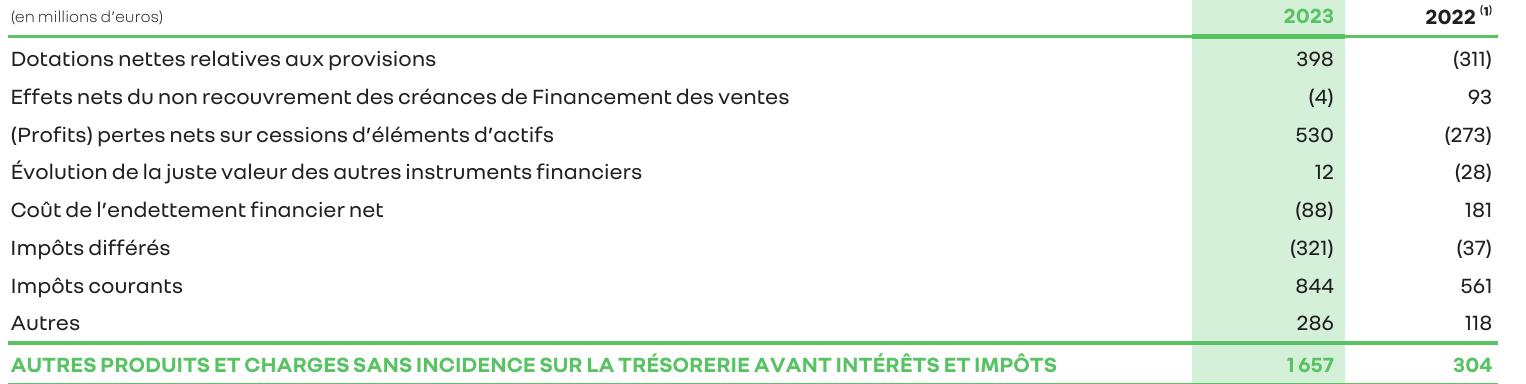 (en millions d’euros) 2023 2022 (1)
Dotations nettes relatives aux provisions 398 (311)
Effets nets du non recouvrement des créances de Financement des ventes (4) 93
(Profits) pertes nets sur cessions d’éléments d’actifs 530 (273)
Évolution de la juste valeur des autres instruments financiers 12 (28)
Coût de l’endettement financier net (88) 181
Impôts différés (321) (37)
Impôts courants 844 561
Autres 286 118
AUTRES PRODUITS ET CHARGES SANS INCIDENCE SUR LA TRÉSORERIE AVANT INTÉRÊTS ET IMPÔTS 1 657 304